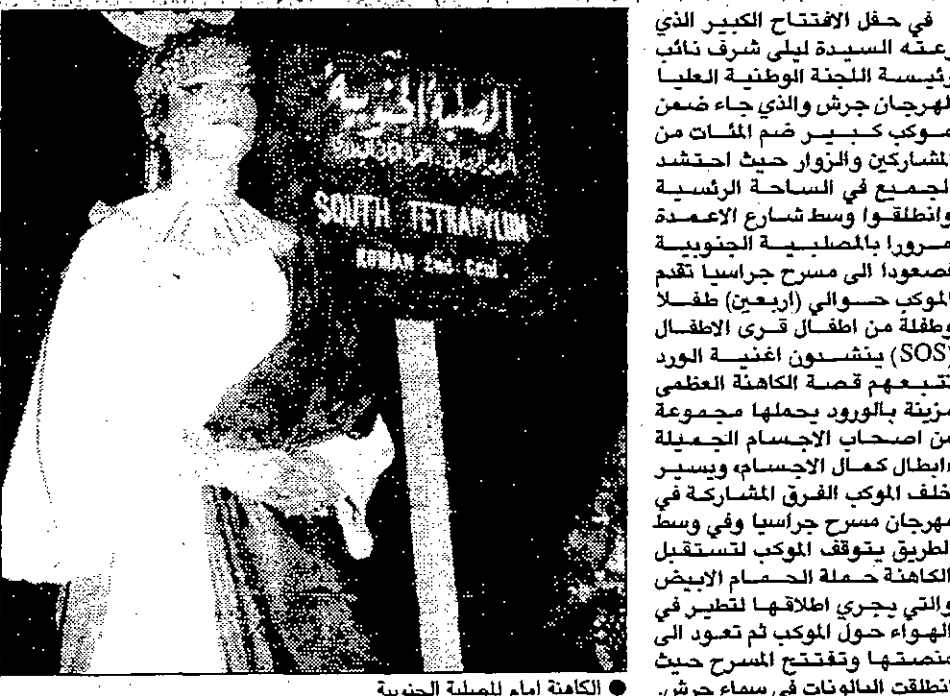 في حفل الافتتاح الكبير الذي
رعته السيدة ليلى شرف نائب
رئيسة اللجنة الوطنية العليا
لمهرجان جرش والذي جاء ضمن
موكب كبير ضم المئات من
المشاركين والزوار حيث احتشد
الجميع في الساحة الرئسية
وانطلقوا وسط شارع الاعمدة
مرورا بالمصلبية الجنوبية
فصعودا الى مسرح جراسيا تقدم
الموكب حوالي (اربعين) طفلا
وطفلة من اطفال قرى الاطفال
(SOS) ينشدون اغنية الورد
تتبعهم قصة الكاهنة العظمى
مزينة بالورود يحملها مجموعة
من اصحاب الاجسام الجميلة
«ابطال كمال الاجسام» ويسير
خلف الموكب الفرق المشاركة في
مهرجان مسرح جراسيا وفي وسط
الطريق يتوقف الموكب لتستقبل
الكاهنة حملة الحمام الابيض
والتي يجري اطلاقها لتطير في
الهواء حول الموكب ثم تعود الى
منصتها وتفتتح المسرح حيث
انطلقت البالونات في سماء جرش.
المصلبة الجنوبية
SOUTH TETRAPYLON
ROMAN 2nd. Cent.
● الكاهنة امام المصلبة الجنوبية